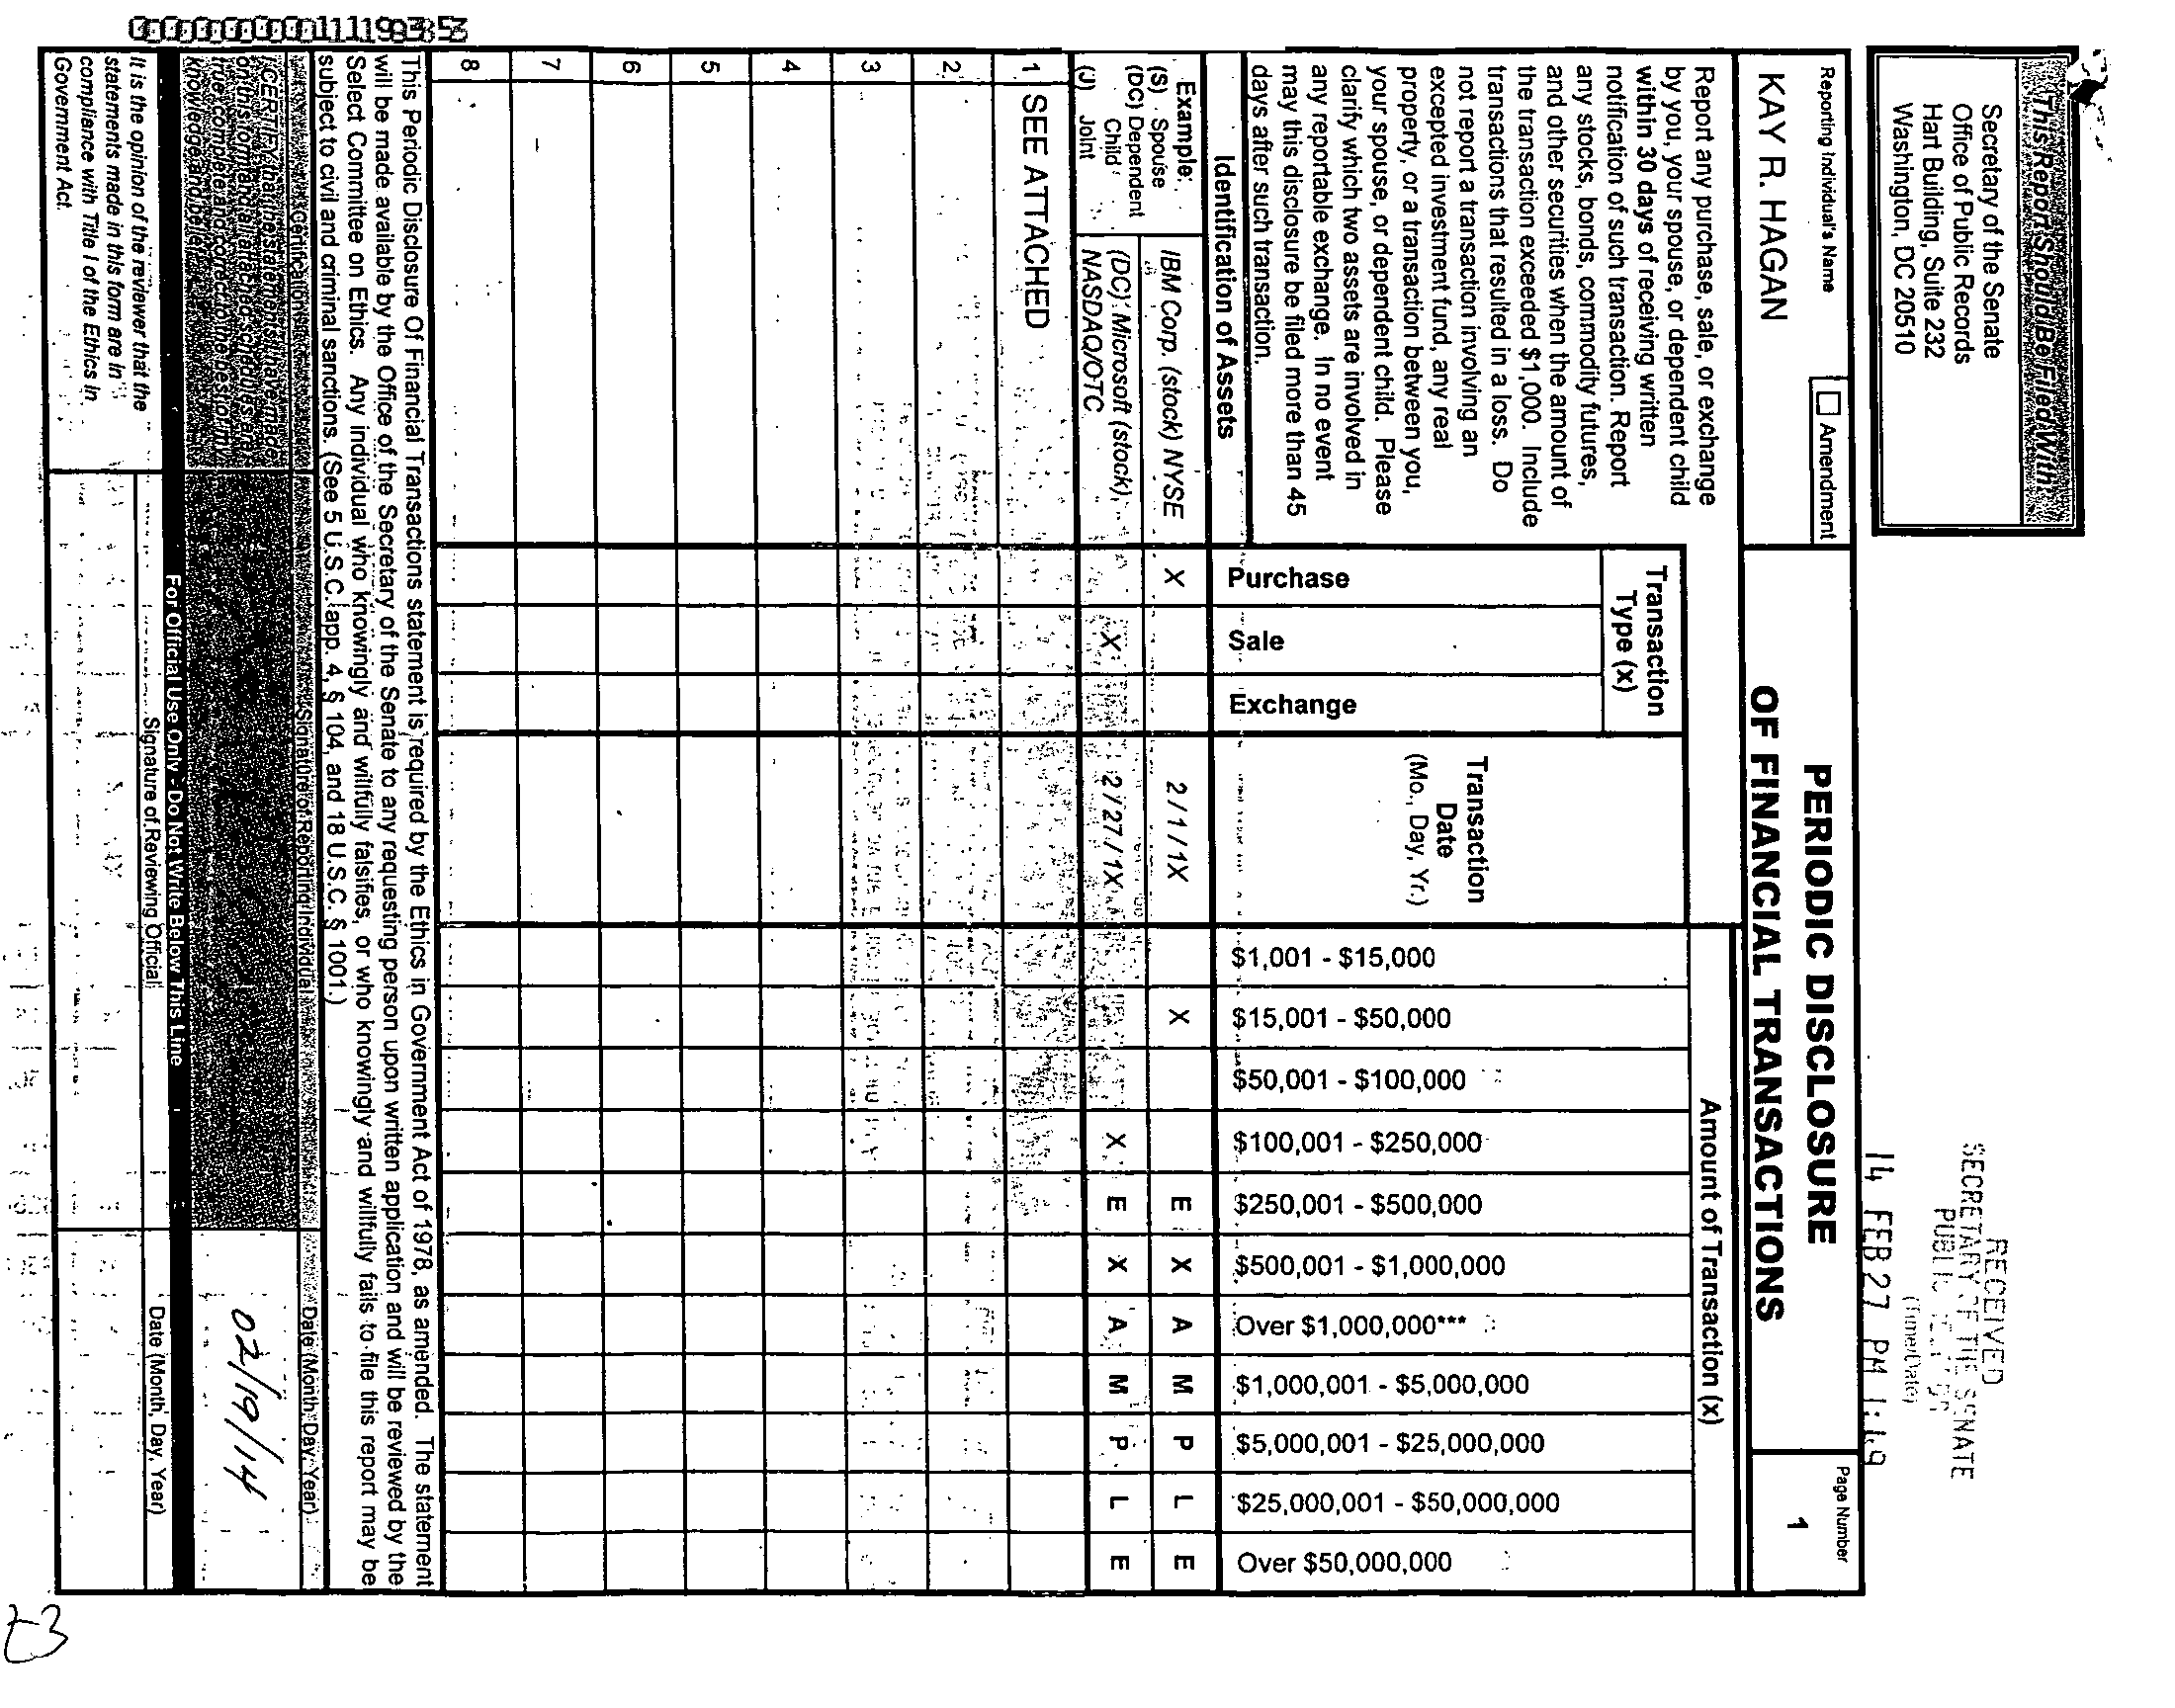 This Report Should Be Filed With:
Secretary of the Senate
Office of Public Records
Hart Building, Suite 232
Washington, DC 20510
RECEIVED
SECRETARY OF THE SENATE
PUBLIC
(Time/Date)
14 FEB 27 PM 1:49
Reporting Individual's Name
Amendment
KAY R. HAGAN
PERIODIC DISCLOSURE
OF FINANCIAL TRANSACTIONS
Page Number
1
Report any purchase, sale, or exchange
by you, your spouse, or dependent child
within 30 days of receiving written
notification of such transaction. Report
any stocks, bonds, commodity futures,
and other securities when the amount of
the transaction exceeded $1,000. Include
transactions that resulted in a loss. Do
not report a transaction involving an
excepted investment fund, any real
property, or a transaction between you,
your spouse, or dependent child. Please
clarify which two assets are involved in
any reportable exchange. In no event
may this disclosure be filed more than 45
days after such transaction.
Identification of Assets
Transaction
Type (x)
Purchase
Sale
Exchange
Transaction
Date
(Mo., Day, Yr.)
Amount of Transaction (x)
$1,001 - $15,000
$15,001 - $50,000
$50,001 - $100,000
$100,001 - $250,000
$250,001 - $500,000
$500,001 - $1,000,000
Over $1,000,000***
$1,000,001 - $5,000,000
$5,000,001 - $25,000,000
$25,000,001 - $50,000,000
Over $50,000,000
Example:
(S) Spouse
(DC) Dependent
Child
(J) Joint
IBM Corp. (stock) NYSE X 2/1/1X X E X A M P L E
(DC) Microsoft (stock)
NASDAQ/OTC X 2/27/1X X E X A M P L E
1 SEE ATTACHED
2
3
4
5
6
7
8
This Periodic Disclosure Of Financial Transactions statement is required by the Ethics in Government Act of 1978, as amended. The statement
will be made available by the Office of the Secretary of the Senate to any requesting person upon written application and will be reviewed by the
Select Committee on Ethics. Any individual who knowingly and willfully falsifies, or who knowingly and willfully fails to file this report may be
subject to civil and criminal sanctions. (See 5 U.S.C. app. 4, § 104, and 18 U.S.C. § 1001.)
Certification
Signature of Reporting Individual
Date (Month, Day, Year)
I CERTIFY that the statements I have made
on this form and all attached schedules are
true, complete and correct to the best of my
knowledge and belief.
02/19/14
For Official Use Only - Do Not Write Below This Line
It is the opinion of the reviewer that the
statements made in this form are in
compliance with Title I of the Ethics in
Government Act.
Signature of Reviewing Official
Date (Month, Day, Year)